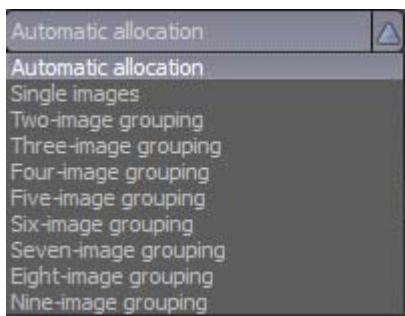 Automatic allocation
Automatic allocation
Single images
Two-image grouping
Three-image grouping
Four-image grouping
Five-image grouping
Six-image grouping
Seven-image grouping
Eight-image grouping
Nine-image grouping